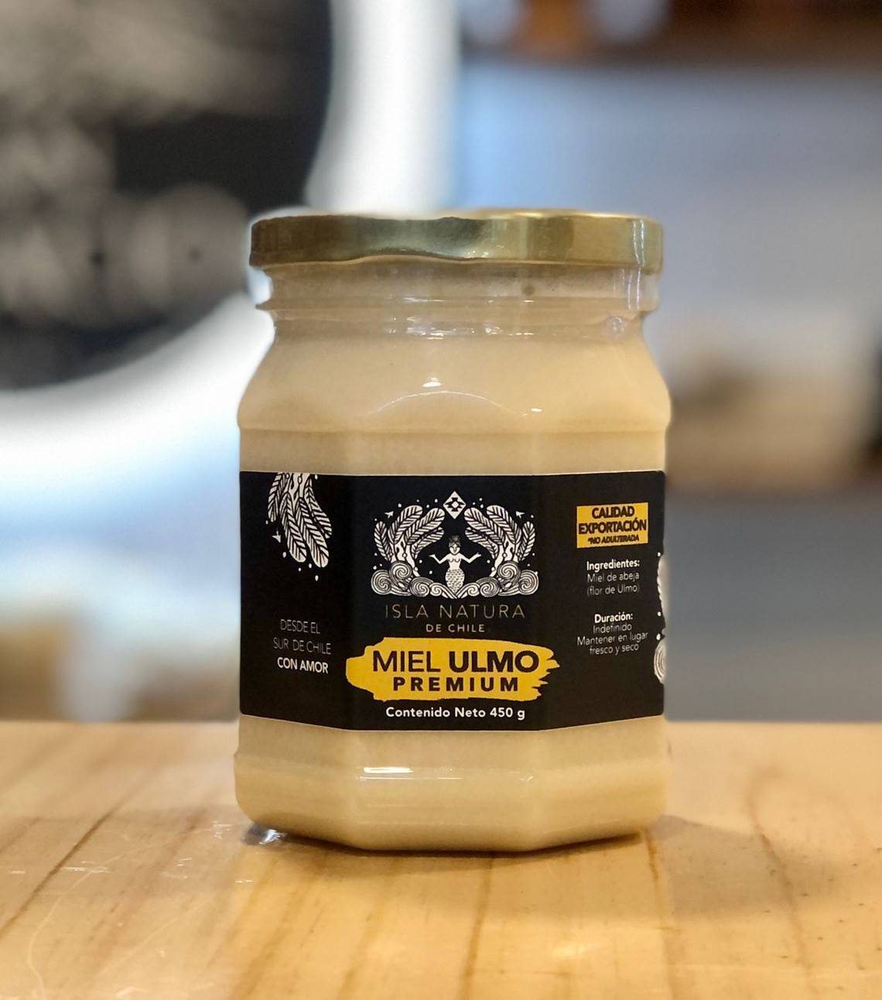 DESDE EL
SUR DE CHILE
CON AMOR
ISLA NATURA
DE CHILE
MIEL ULMO
PREMIUM
Contenido Neto 450 g
CALIDAD
EXPORTACIÓN
*NO ADULTERADA
Ingredientes:
Miel de abeja
(flor de Ulmo)
Duración:
Indefinido
Mantener en lugar
fresco y seco